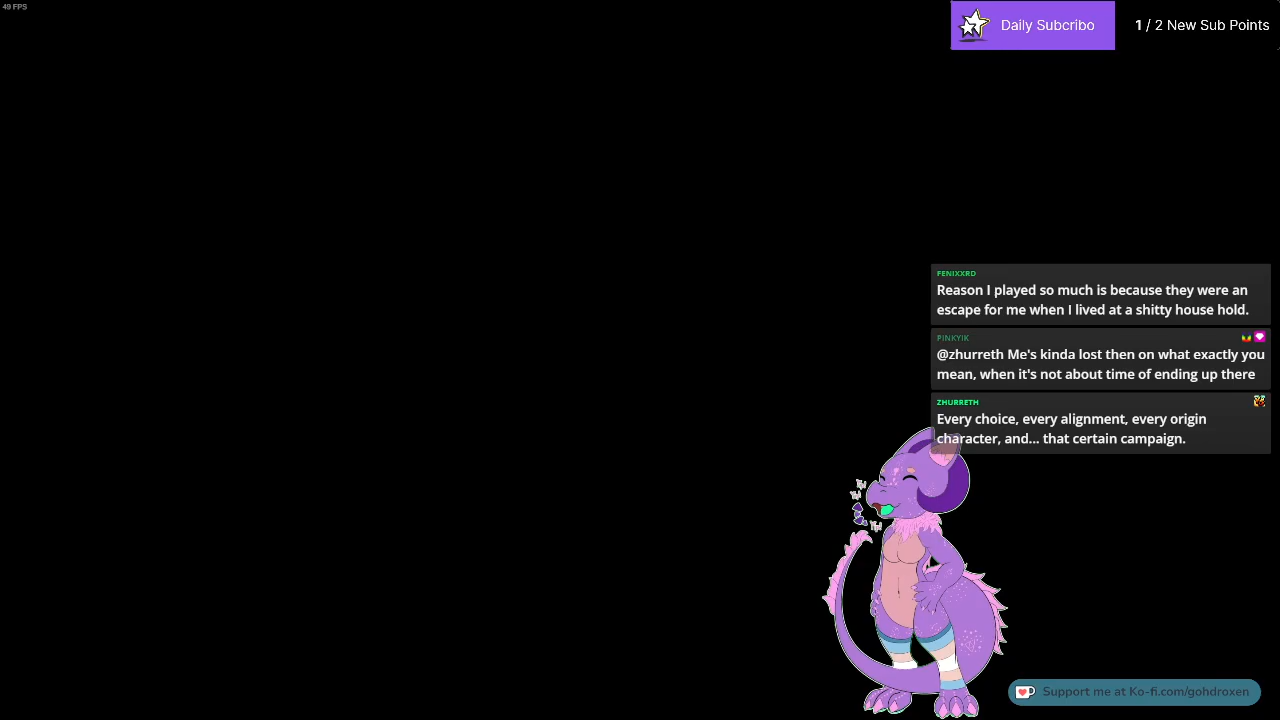 49 FPS
Daily Subcribo
1 / 2 New Sub Points
FENIXXRD
Reason I played so much is because they were an
escape for me when I lived at a shitty house hold.
PINKYIK
@zhurreth Me's kinda lost then on what exactly you
mean, when it's not about time of ending up there
ZHURRETH
Every choice, every alignment, every origin
character, and... that certain campaign.
Yu!
Yu!
Yu!
Support me at Ko-fi.com/gohdroxen